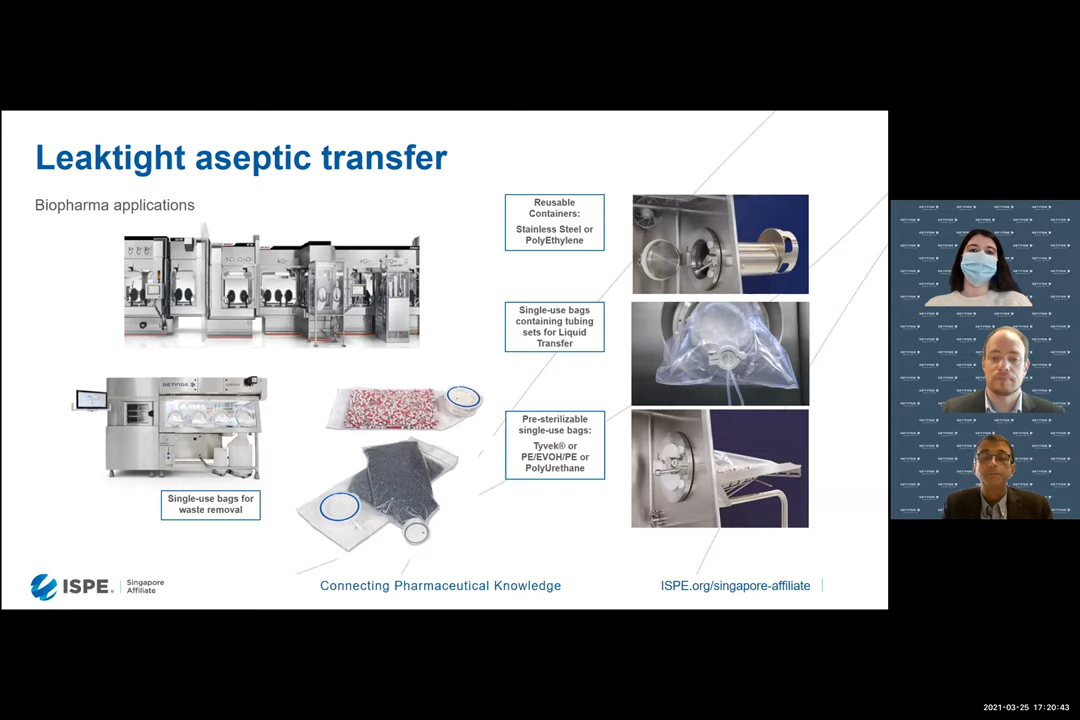 Leaktight aseptic transfer
Biopharma applications
Reusable
Containers:
Stainless Steel or
PolyEthylene
Single-use bags
containing tubing
sets for Liquid
Transfer
Pre-sterilizable
single-use bags:
Tyvek® or
PE/EVOH/PE or
PolyUrethane
GETINGE
Single-use bags for
waste removal
ISPE®
Singapore
Affiliate
Connecting Pharmaceutical Knowledge
ISPE.org/singapore-affiliate
2021-03-25 17:20:43